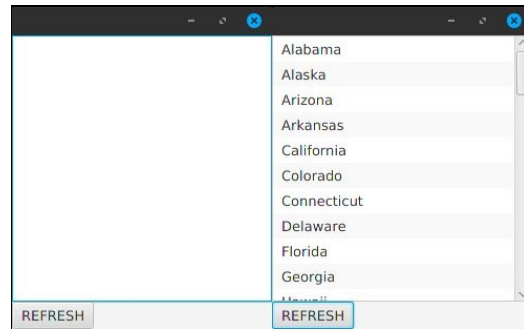 Alabama
Alaska
Arizona
Arkansas
California
Colorado
Connecticut
Delaware
Florida
Georgia
REFRESH
REFRESH